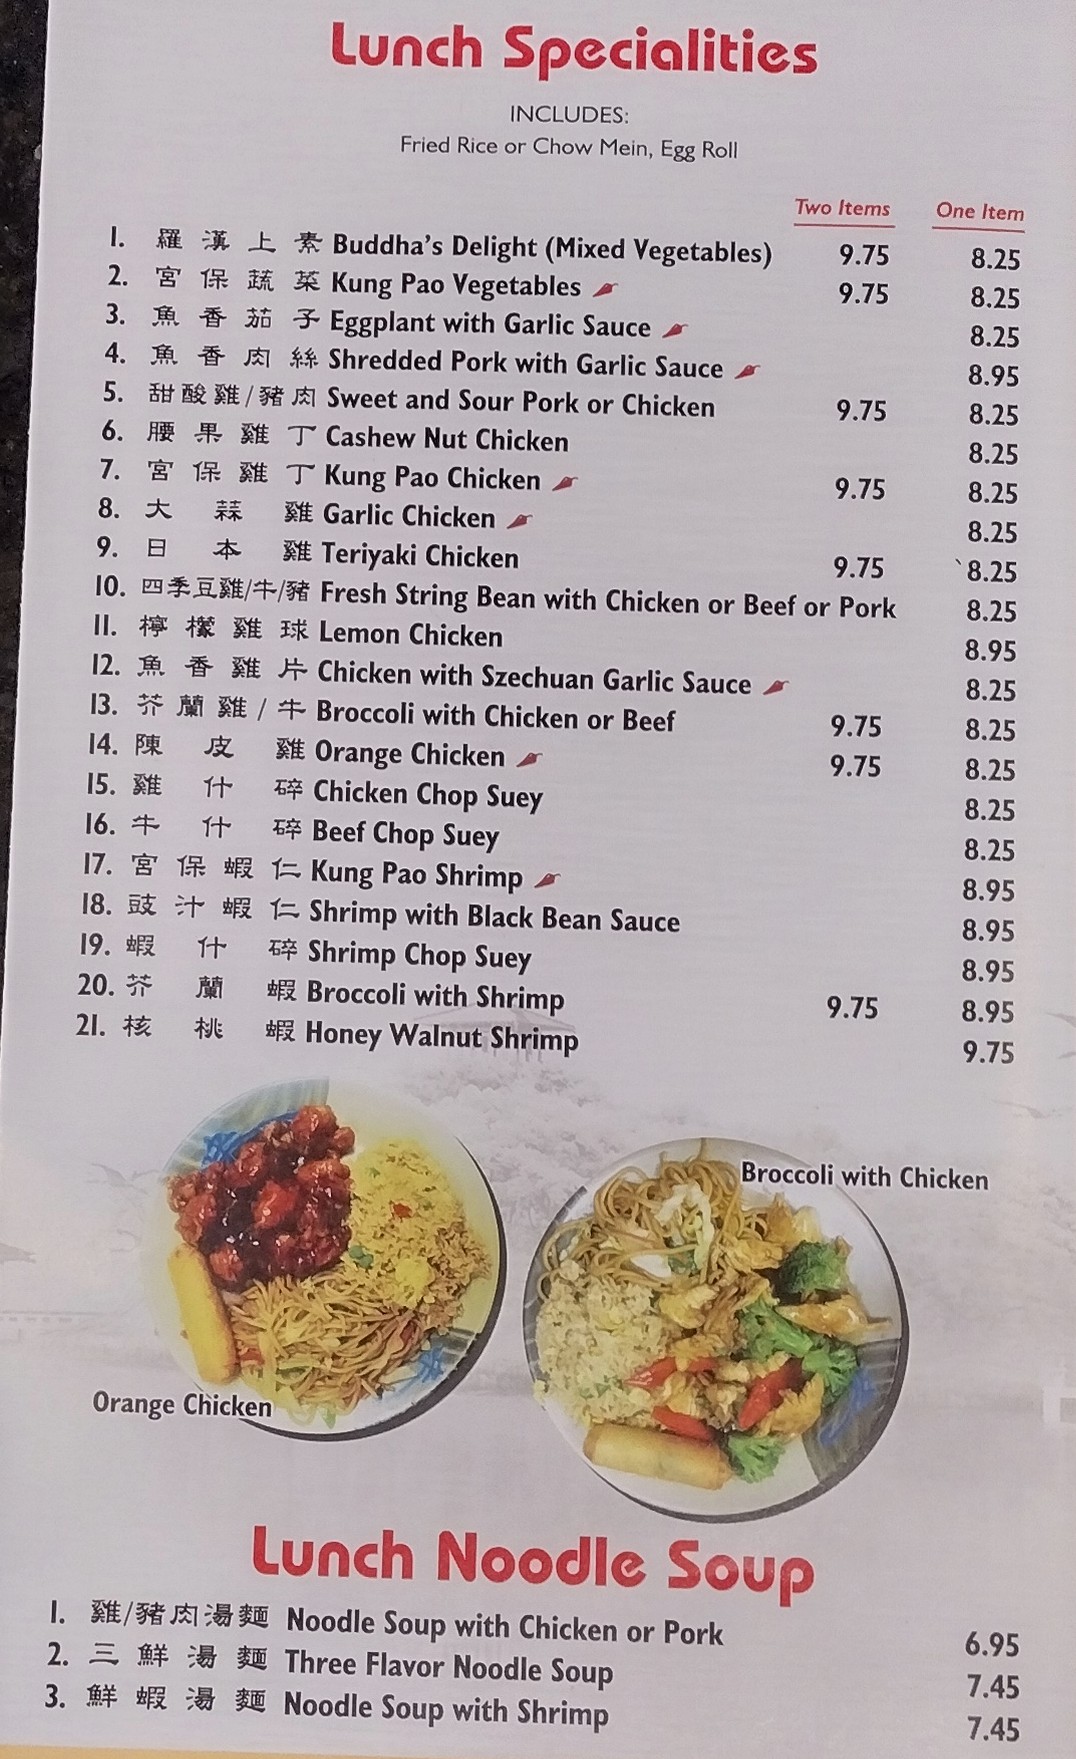 Lunch Specialities
INCLUDES:
Fried Rice or Chow Mein, Egg Roll
Two Items One Item
1. 羅漢上素 Buddha's Delight (Mixed Vegetables) 9.75 8.25
2. 宮保蔬菜 Kung Pao Vegetables 9.75 8.25
3. 魚香茄子 Eggplant with Garlic Sauce 8.25
4. 魚香肉絲 Shredded Pork with Garlic Sauce 8.95
5. 甜酸雞/豬肉 Sweet and Sour Pork or Chicken 9.75 8.25
6. 腰果雞丁 Cashew Nut Chicken 8.25
7. 宮保雞丁 Kung Pao Chicken 9.75 8.25
8. 大蒜雞 Garlic Chicken 8.25
9. 日本雞 Teriyaki Chicken 9.75 `8.25
10. 四季豆雞/牛/豬 Fresh String Bean with Chicken or Beef or Pork 8.25
11. 檸檬雞球 Lemon Chicken 8.95
12. 魚香雞片 Chicken with Szechuan Garlic Sauce 8.25
13. 芥蘭雞/牛 Broccoli with Chicken or Beef 9.75 8.25
14. 陳皮雞 Orange Chicken 9.75 8.25
15. 雞什碎 Chicken Chop Suey 8.25
16. 牛什碎 Beef Chop Suey 8.25
17. 宮保蝦仁 Kung Pao Shrimp 8.95
18. 豉汁蝦仁 Shrimp with Black Bean Sauce 8.95
19. 蝦什碎 Shrimp Chop Suey 8.95
20. 芥蘭蝦 Broccoli with Shrimp 9.75 8.95
21. 核桃蝦 Honey Walnut Shrimp 9.75
Broccoli with Chicken
Orange Chicken
Lunch Noodle Soup
1. 雞/豬肉湯麵 Noodle Soup with Chicken or Pork 6.95
2. 三鮮湯麵 Three Flavor Noodle Soup 7.45
3. 鮮蝦湯麵 Noodle Soup with Shrimp 7.45